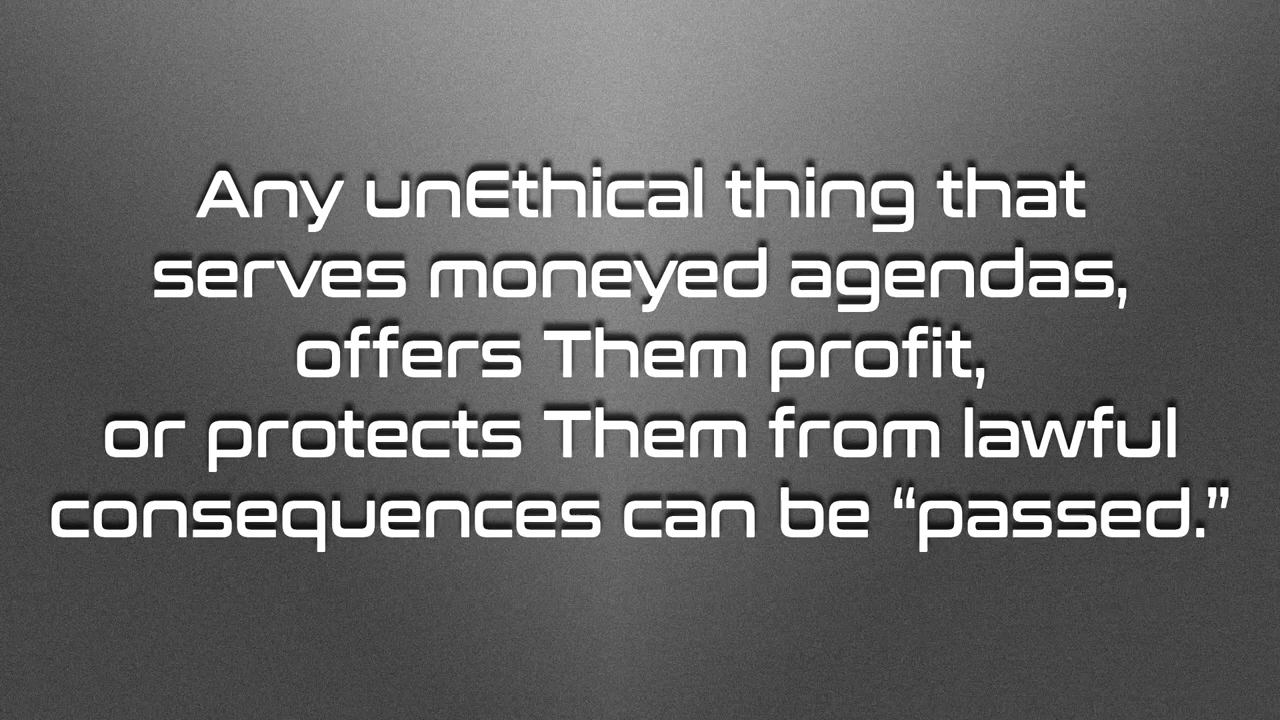 Any unEthical thing that
serves moneyed agendas,
offers Them profit,
or protects Them from lawful
consequences can be “passed.”